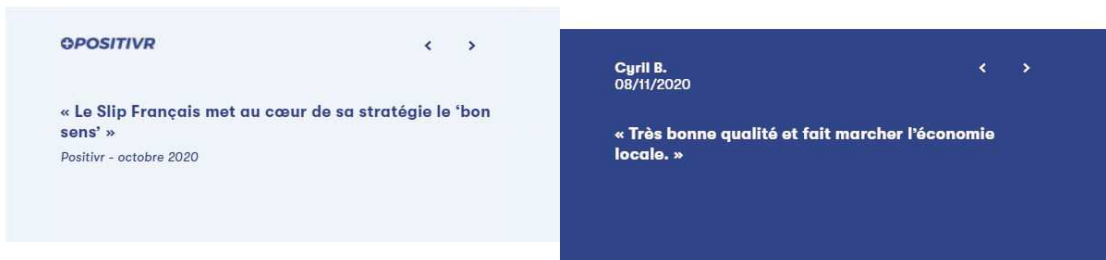 POSITIVR
« Le Slip Français met au cœur de sa stratégie le ‘bon
sens’ »
Positivr - octobre 2020
Cyril B.
08/11/2020
« Très bonne qualité et fait marcher l’économie
locale. »